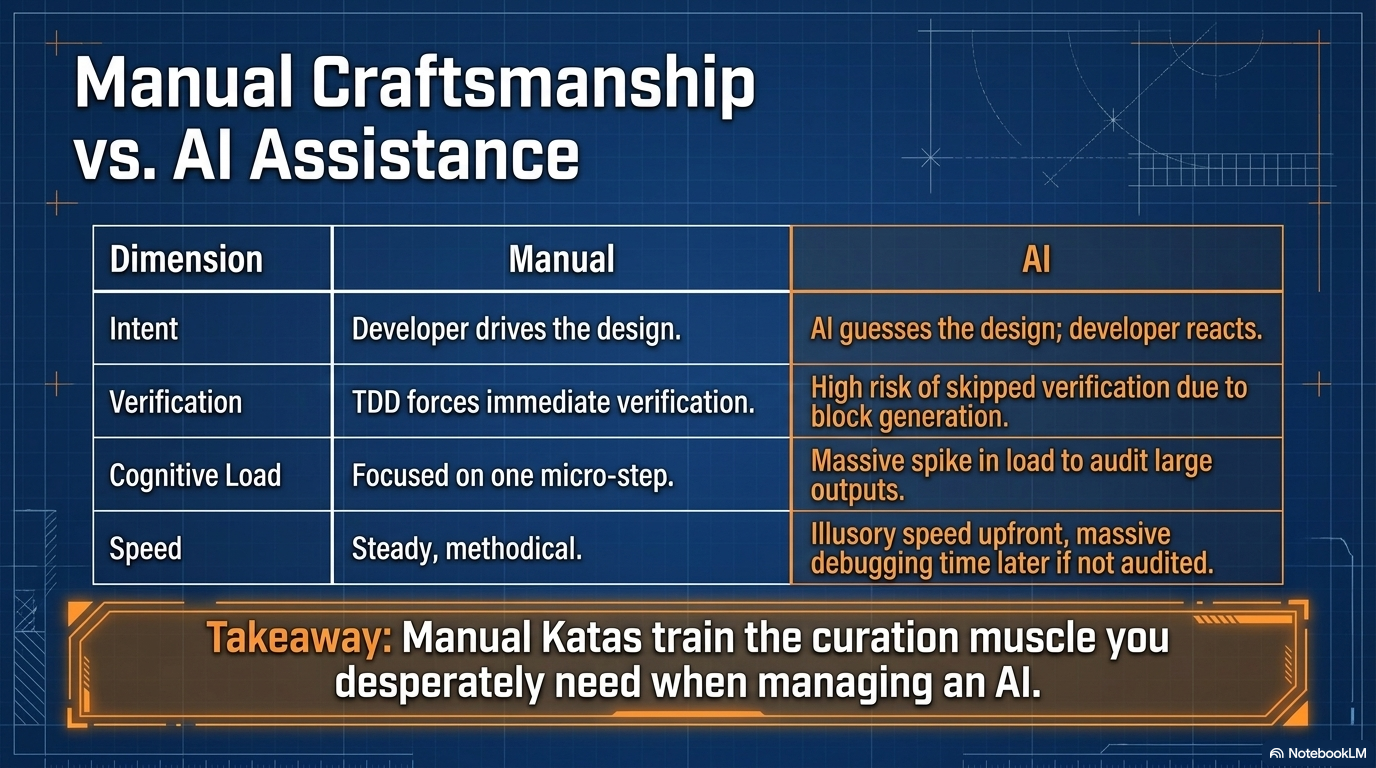 Manual Craftsmanship
vs. AI Assistance
Dimension
Manual
AI
Intent
Developer drives the design.
AI guesses the design; developer reacts.
Verification
TDD forces immediate verification.
High risk of skipped verification due to
block generation.
Cognitive Load
Focused on one micro-step.
Massive spike in load to audit large
outputs.
Speed
Steady, methodical.
Illusory speed upfront, massive
debugging time later if not audited.
Takeaway: Manual Katas train the curation muscle you
desperately need when managing an AI.
NotebookLM